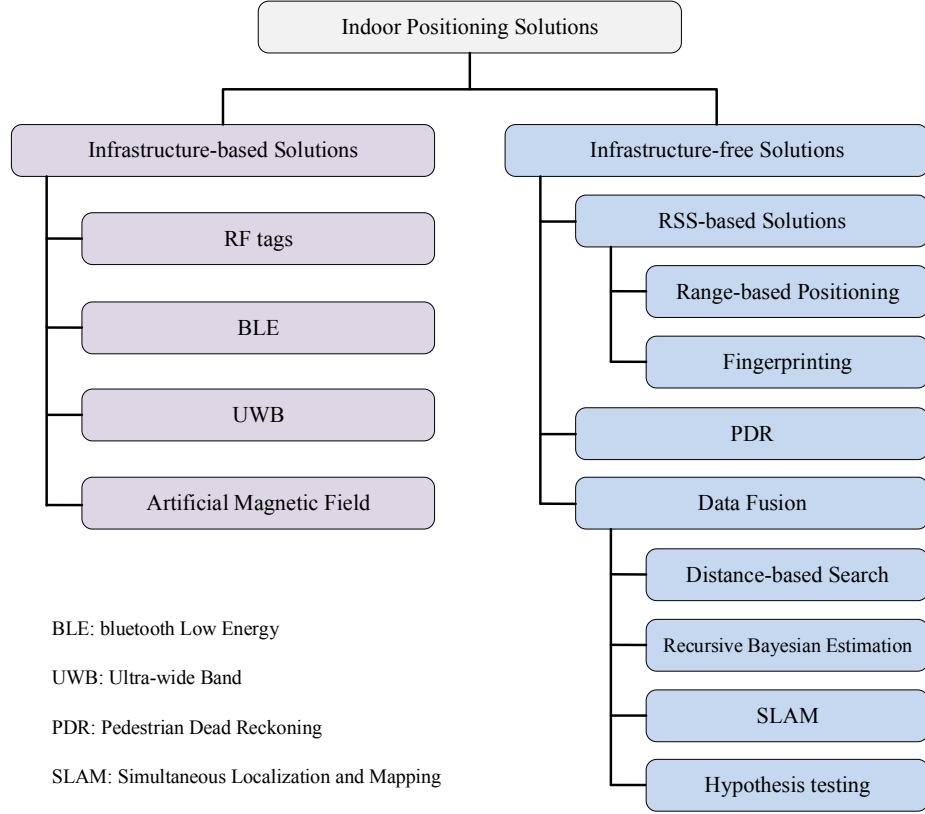 Indoor Positioning Solutions
Infrastructure-based Solutions
RF tags
BLE
UWB
Artificial Magnetic Field
Infrastructure-free Solutions
RSS-based Solutions
Range-based Positioning
Fingerprinting
PDR
Data Fusion
Distance-based Search
Recursive Bayesian Estimation
SLAM
Hypothesis testing
BLE: bluetooth Low Energy
UWB: Ultra-wide Band
PDR: Pedestrian Dead Reckoning
SLAM: Simultaneous Localization and Mapping